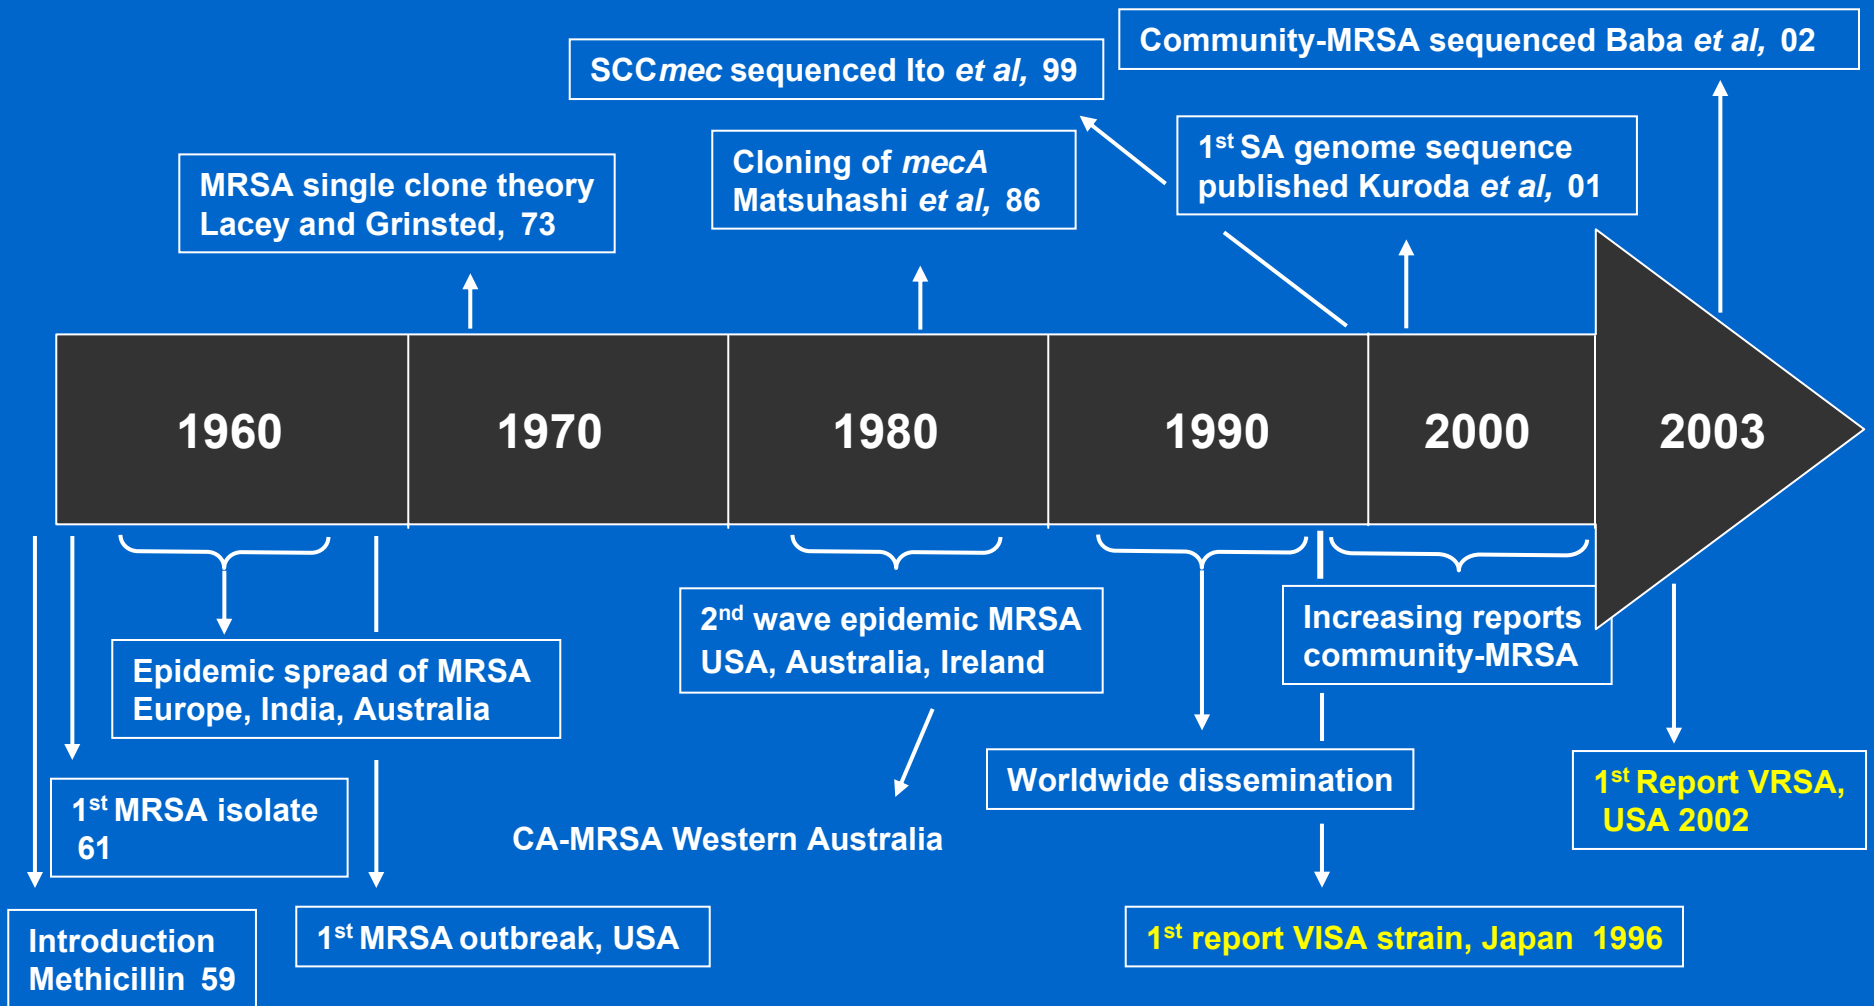 Community-MRSA sequenced Baba et al, 02
SCCmec sequenced Ito et al, 99
1st SA genome sequence
published Kuroda et al, 01
Cloning of mecA
Matsuhashi et al, 86
MRSA single clone theory
Lacey and Grinsted, 73
1960
1970
1980
1990
2000
2003
2nd wave epidemic MRSA
USA, Australia, Ireland
Increasing reports
community-MRSA
Epidemic spread of MRSA
Europe, India, Australia
Worldwide dissemination
1st Report VRSA,
USA 2002
1st MRSA isolate
61
CA-MRSA Western Australia
Introduction
Methicillin 59
1st MRSA outbreak, USA
1st report VISA strain, Japan 1996